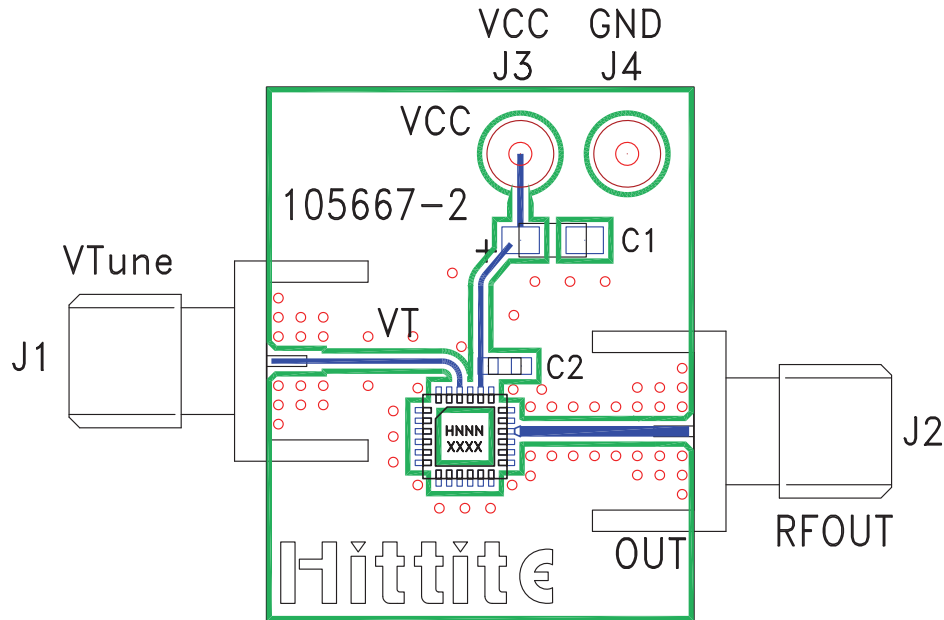 VCC GND
J3 J4
VCC
105667-2
+ C1
VTune
VT
J1
C2
HNNN
XXXX
J2
RFOUT
OUT
Hittite